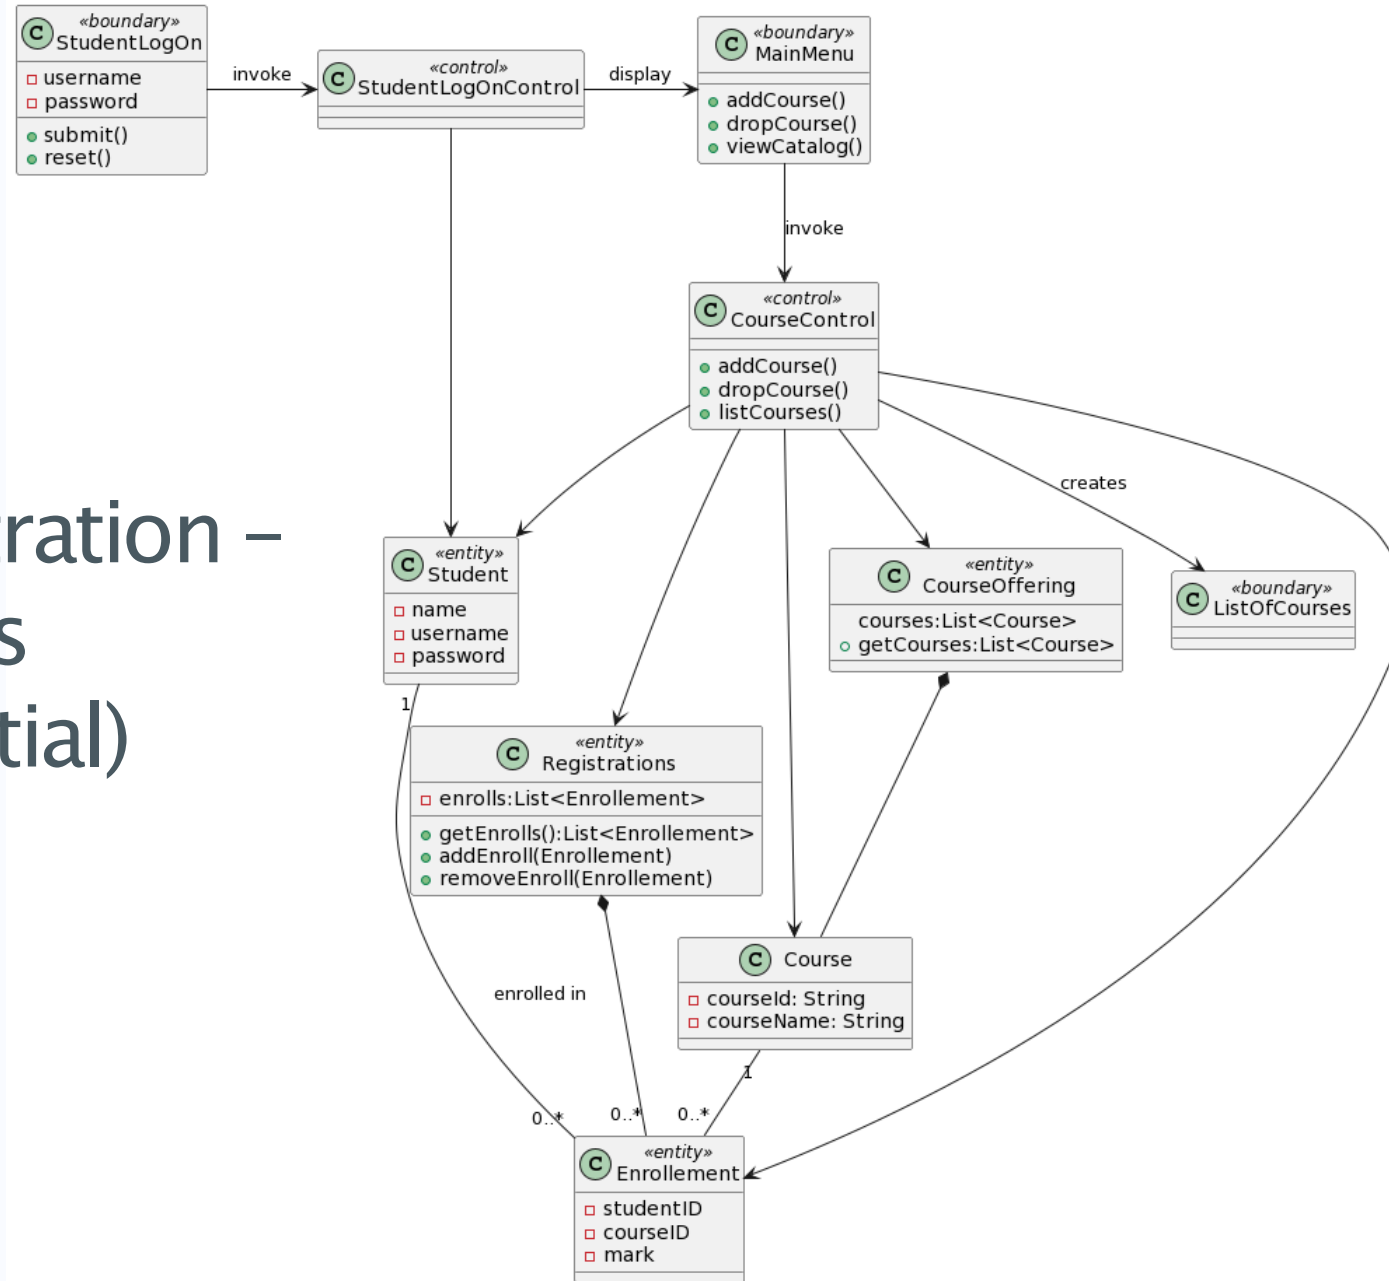 «boundary»
C
StudentLogOn
username
password
submit()
reset()
invoke
«control»
C
StudentLogOnControl
display
«boundary»
C
MainMenu
addCourse()
dropCourse()
viewCatalog()
invoke
«control»
C
CourseControl
addCourse()
dropCourse()
listCourses()
creates
ration –
s
tial)
«entity»
C
Student
name
username
password
«entity»
C
CourseOffering
courses:List<Course>
getCourses:List<Course>
«boundary»
C
ListOfCourses
1
«entity»
C
Registrations
enrolls:List<Enrollement>
getEnrolls():List<Enrollement>
addEnroll(Enrollement)
removeEnroll(Enrollement)
C
Course
courseId: String
courseName: String
enrolled in
1
0..*
0..*
0..*
«entity»
C
Enrollement
studentID
courseID
mark